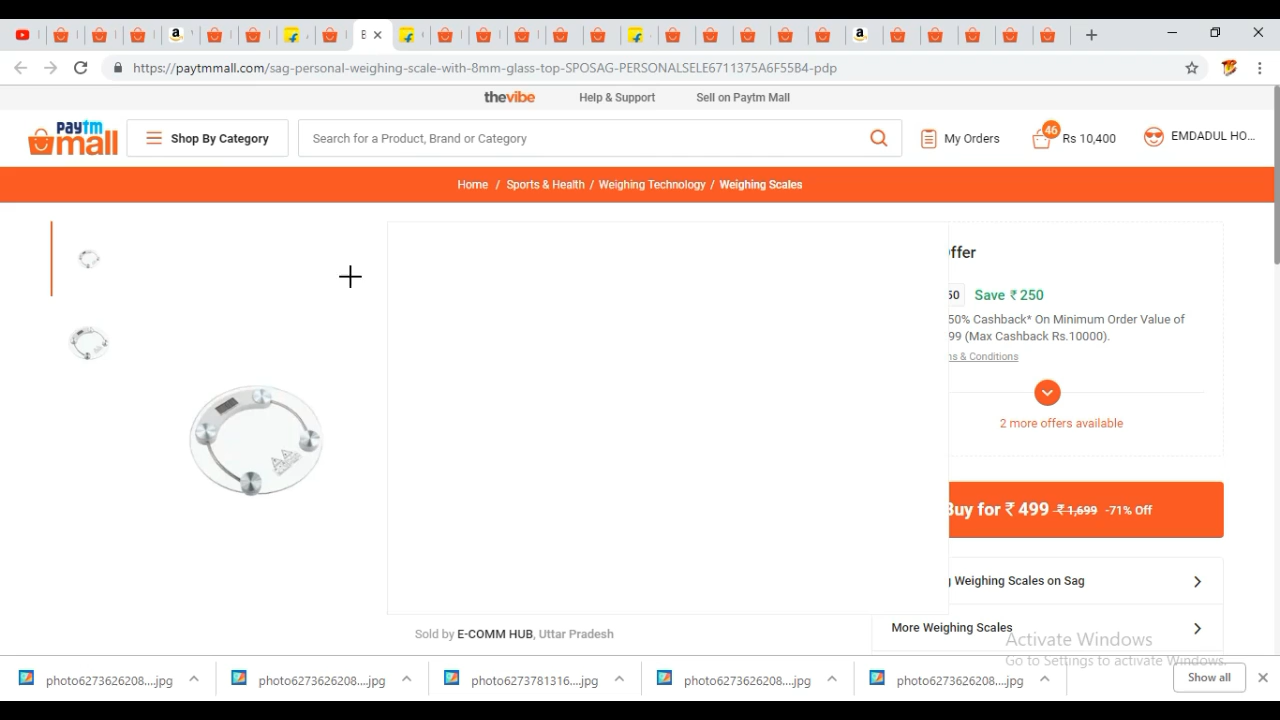 B
https://paytmmall.com/sag-personal-weighing-scale-with-8mm-glass-top-SPOSAG-PERSONALSELE6711375A6F55B4-pdp
thevibe Help & Support Sell on Paytm Mall
paytm mall
Shop By Category
Search for a Product, Brand or Category
My Orders
46
Rs 10,400
EMDADUL HO...
Home / Sports & Health / Weighing Technology / Weighing Scales
ffer
50 Save ₹ 250
50% Cashback* On Minimum Order Value of
99 (Max Cashback Rs.10000).
ns & Conditions
2 more offers available
Buy for ₹ 499 ₹ 1,699 -71% Off
g Weighing Scales on Sag
More Weighing Scales
Sold by E-COMM HUB, Uttar Pradesh
Activate Windows
Go to Settings to activate Windows.
photo6273626208....jpg
photo6273626208....jpg
photo6273781316....jpg
photo6273626208....jpg
photo6273626208....jpg
Show all